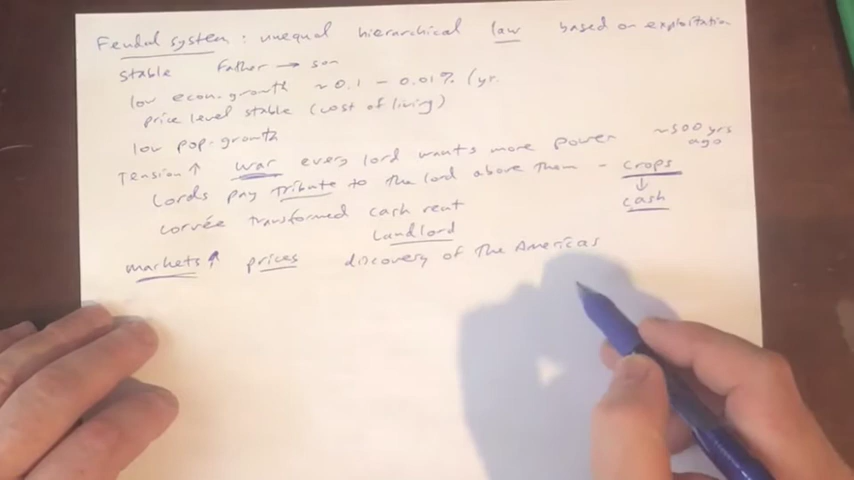 Feudal system: unequal hierarchical law based on exploitation
stable Father → son
low econ. growth ~0.1 - 0.01% /yr.
price level stable (cost of living)
low pop. growth
Tension ↑ war every lord wants more power ~500 yrs ago
Lords pay tribute to the lord above them - crops
↓
corvée transformed cash rent cash
Landlord
markets ↑ prices discovery of the Americas